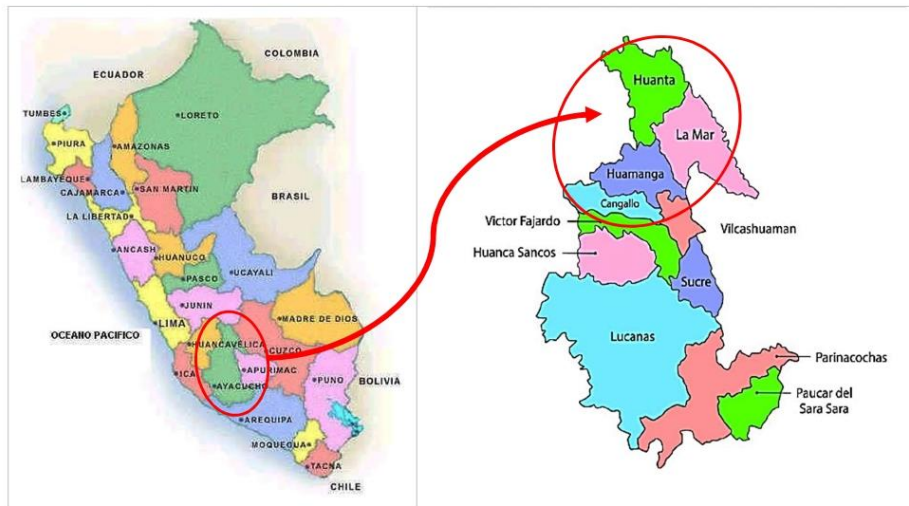 COLOMBIA
ECUADOR
TUMBES
LORETO
PIURA
AMAZONAS
LAMBAYEQUE
CAJAMARCA
SAN MARTIN
BRASIL
LA LIBERTAD
ANCASH
HUANUCO
UCAYALI
PASCO
JUNIN
LIMA
MADRE DE DIOS
OCEANO PACIFICO
HUANCAVELICA
CUZCO
ICA
APURIMAC
AYACUCHO
PUNO
BOLIVIA
AREQUIPA
MOQUEGUA
TACNA
CHILE
Huanta
La Mar
Huamanga
Cangallo
Victor Fajardo
Vilcashuaman
Huanca Sancos
Sucre
Lucanas
Parinacochas
Paucar del
Sara Sara